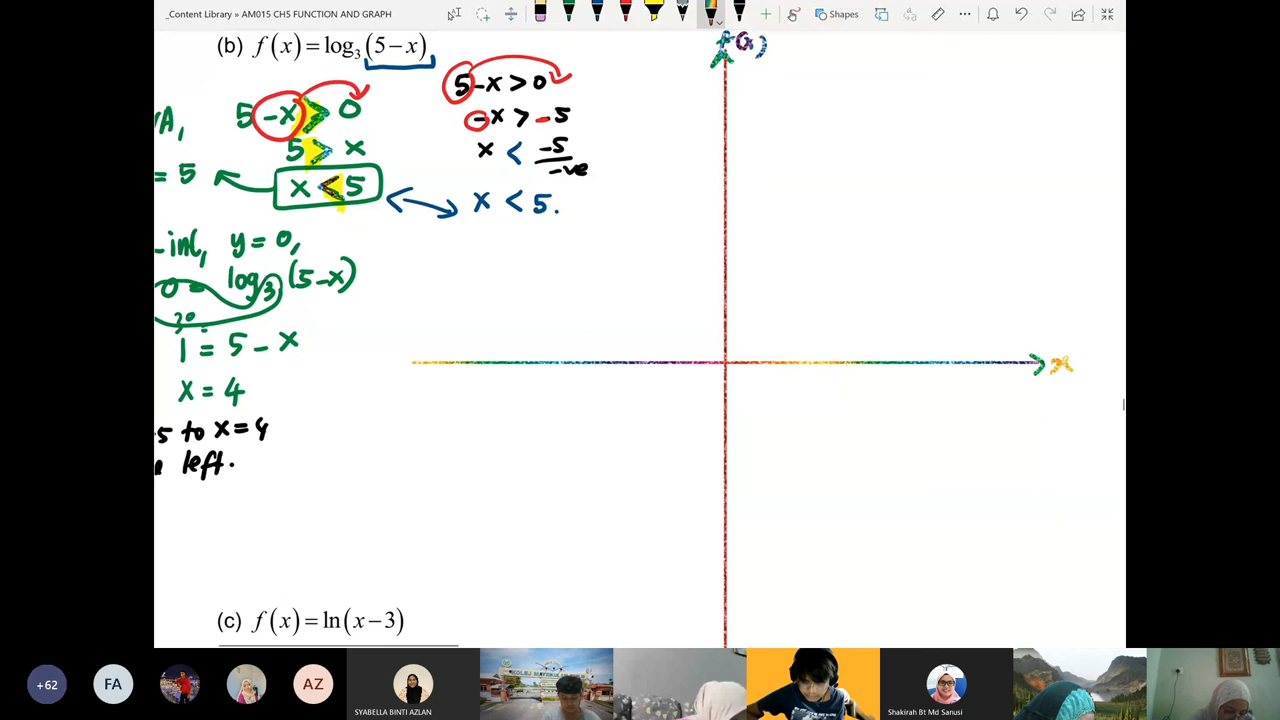 _Content Library » AM015 CH5 FUNCTION AND GRAPH
Shapes
(b) f(x) = log₃(5−x)
f(x)
5 -x > 0
5 > x
x < 5
VA,
= 5
5 -x > 0
-x > -5
x < -5/-ve
x < 5.
-int, y = 0,
0 = log₃(5-x)
3⁰
1 = 5 - x
x = 4
5 to x = 4
left.
x
(c) f(x) = ln(x−3)
+62
FA
AZ
SYABELLA BINTI AZLAN
Shakirah Bt Md Sanusi